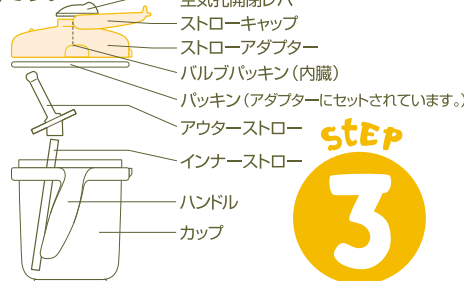 ストローキャップ
ストローアダプター
バルブパッキン(内臓)
パッキン(アダプターにセットされています。)
アウターストロー
インナーストロー
ハンドル
カップ
STEP
3